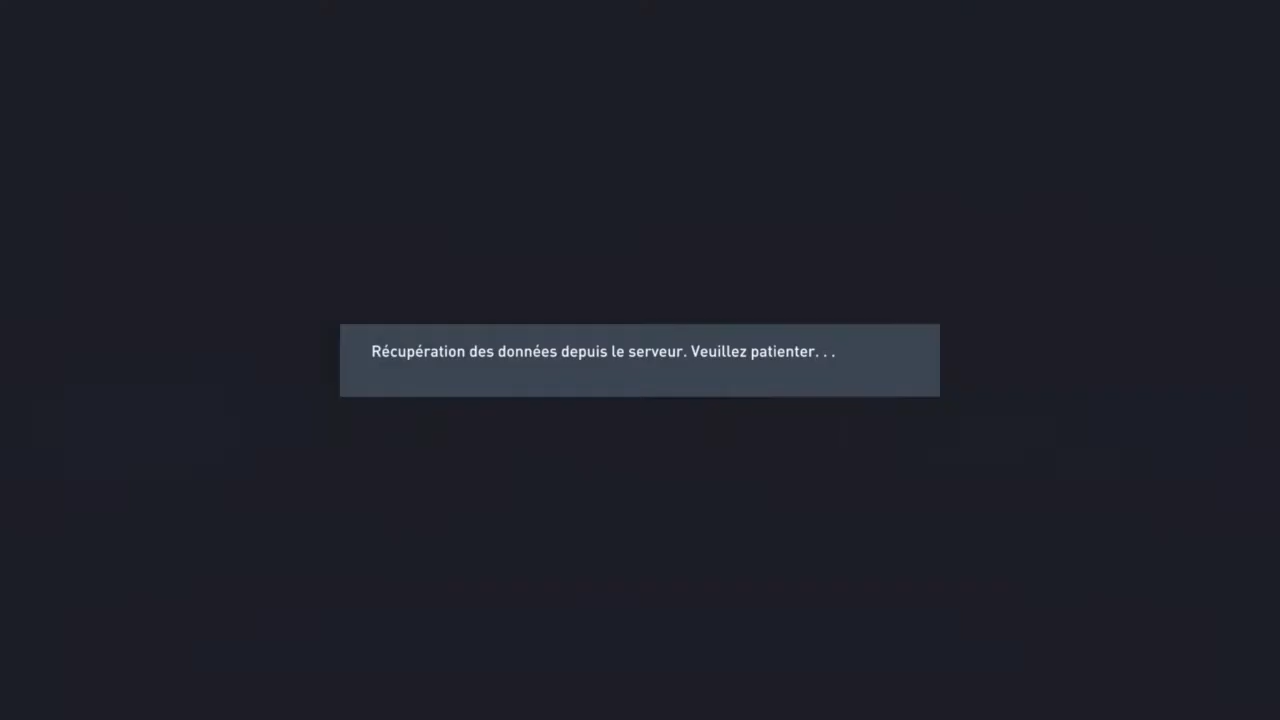 Récupération des données depuis le serveur. Veuillez patienter. . .